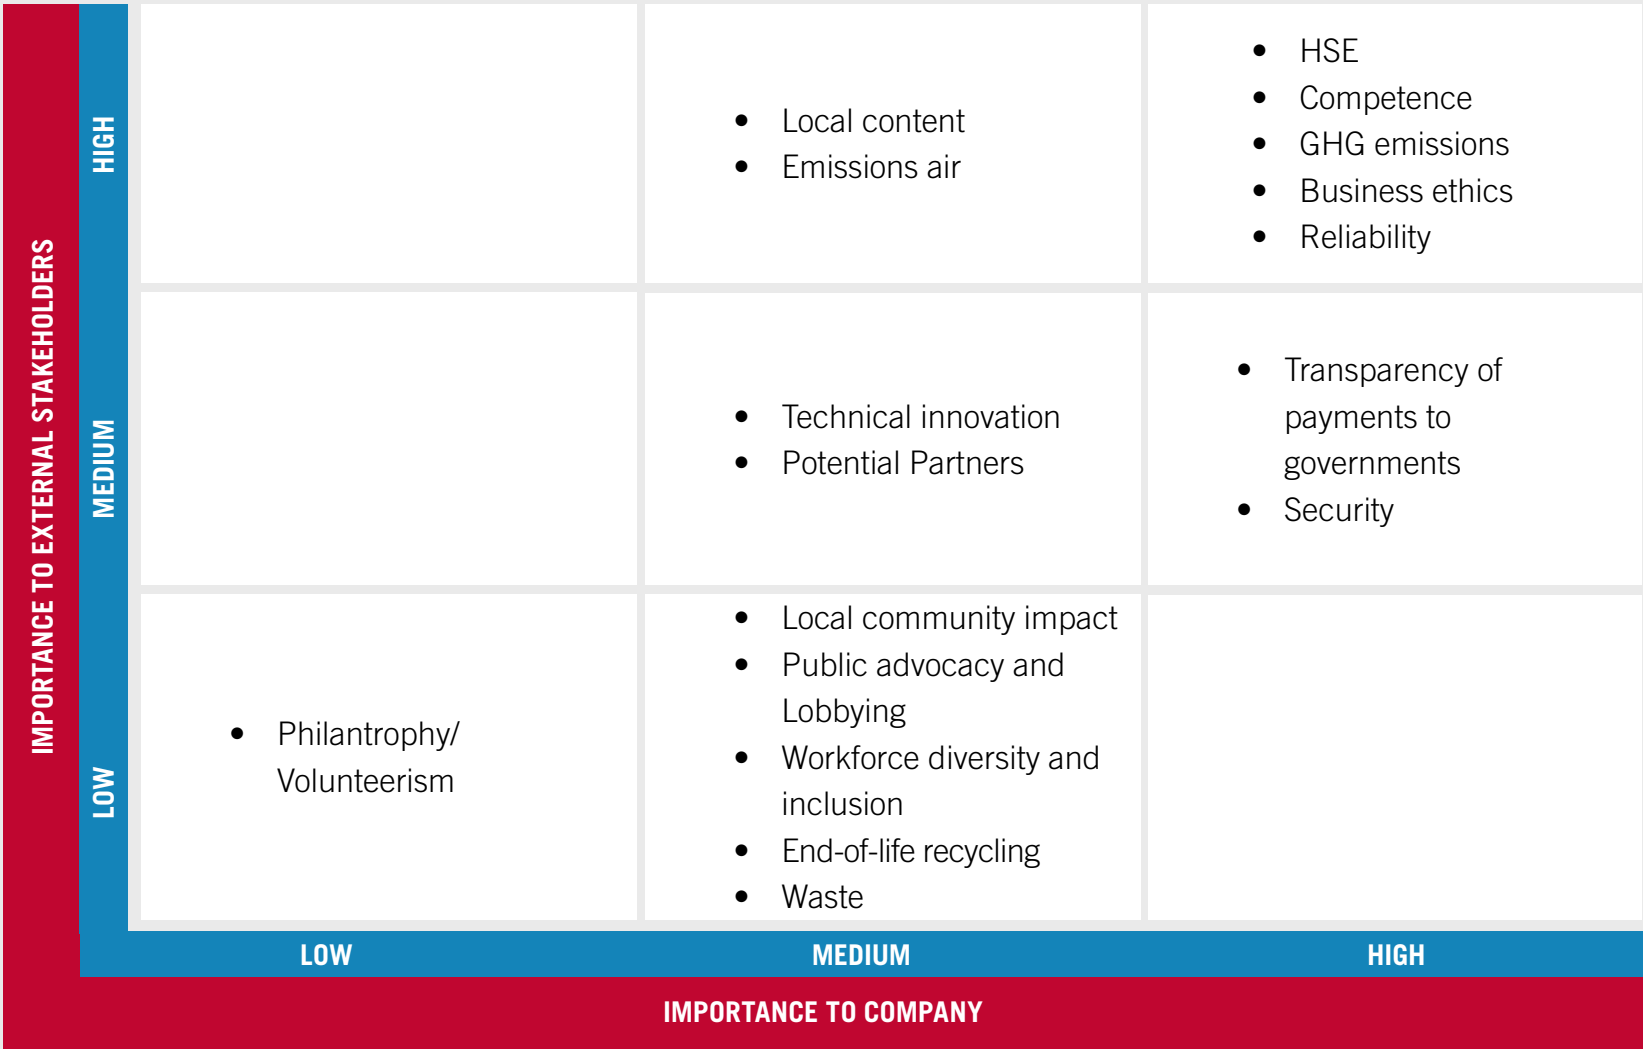 IMPORTANCE TO EXTERNAL STAKEHOLDERS
HIGH
• Local content
• Emissions air
• HSE
• Competence
• GHG emissions
• Business ethics
• Reliability
MEDIUM
• Technical innovation
• Potential Partners
• Transparency of
payments to
governments
• Security
LOW
• Philantrophy/
Volunteerism
• Local community impact
• Public advocacy and
Lobbying
• Workforce diversity and
inclusion
• End-of-life recycling
• Waste
LOW
MEDIUM
HIGH
IMPORTANCE TO COMPANY